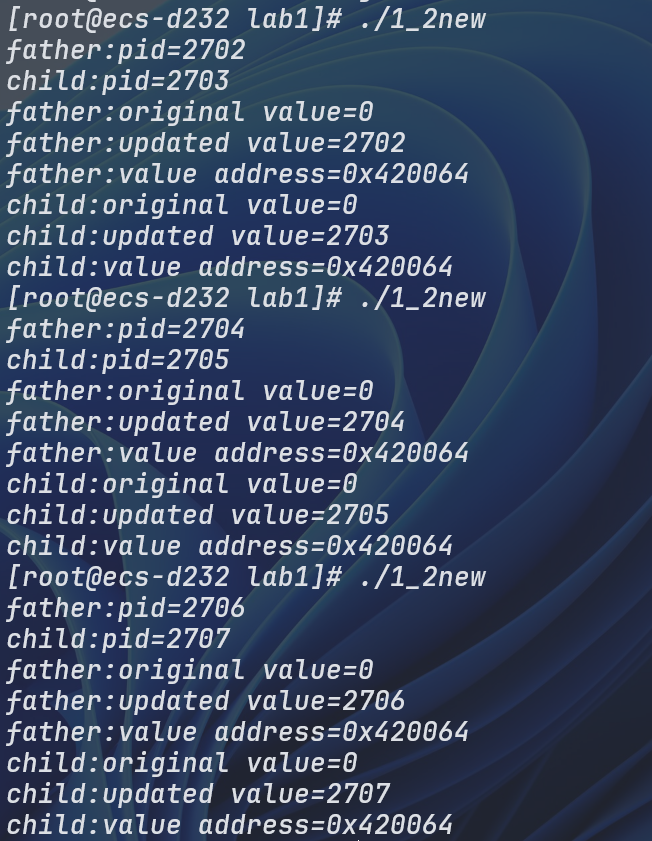 [root@ecs-d232 lab1]# ./1_2new
father:pid=2702
child:pid=2703
father:original value=0
father:updated value=2702
father:value address=0x420064
child:original value=0
child:updated value=2703
child:value address=0x420064
[root@ecs-d232 lab1]# ./1_2new
father:pid=2704
child:pid=2705
father:original value=0
father:updated value=2704
father:value address=0x420064
child:original value=0
child:updated value=2705
child:value address=0x420064
[root@ecs-d232 lab1]# ./1_2new
father:pid=2706
child:pid=2707
father:original value=0
father:updated value=2706
father:value address=0x420064
child:original value=0
child:updated value=2707
child:value address=0x420064